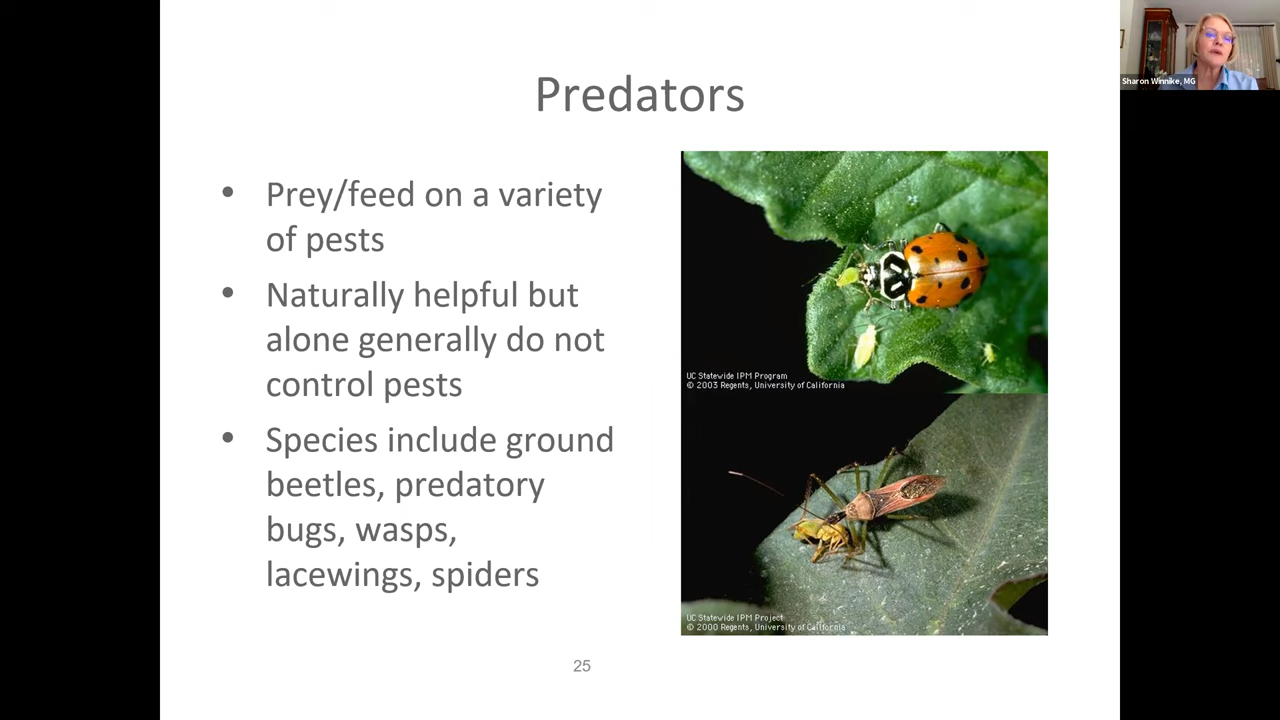 Predators
• Prey/feed on a variety
of pests
• Naturally helpful but
alone generally do not
control pests
• Species include ground
beetles, predatory
bugs, wasps,
lacewings, spiders
UC Statewide IPM Program
© 2003 Regents, University of California
UC Statewide IPM Project
© 2000 Regents, University of California
25
Sharon Winnike, MG